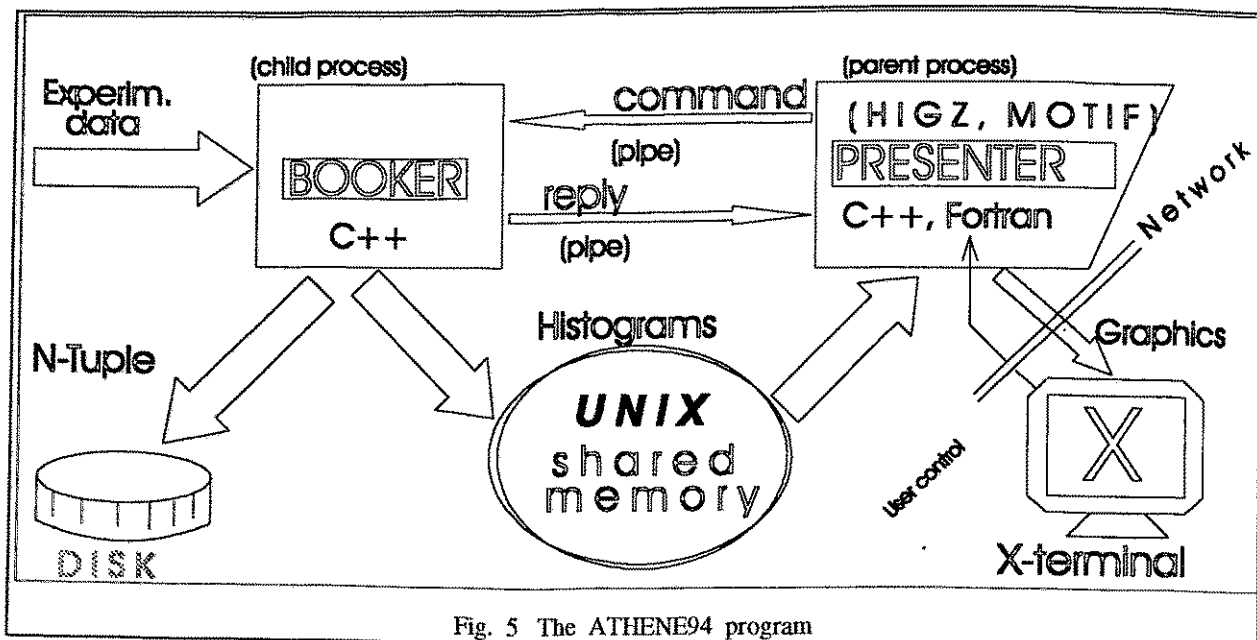 (child process)
(parent process)
Experim.
data
command
(HIGZ, MOTIF)
(pipe)
BOOKER
PRESENTER
reply
C++
C++, Fortran
(pipe)
Network
Histograms
Graphics
N-Tuple
UNIX
shared
memory
X
User control
DISK
X-terminal
Fig. 5 The ATHENE94 program